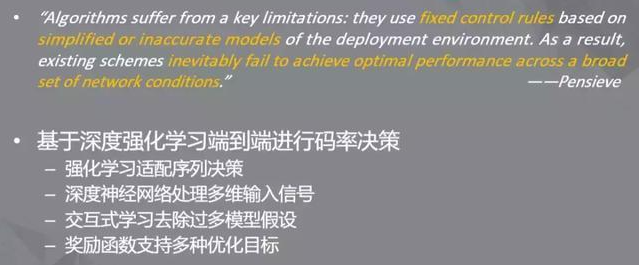 • “Algorithms suffer from a key limitations: they use fixed control rules based on
simplified or inaccurate models of the deployment environment. As a result,
existing schemes inevitably fail to achieve optimal performance across a broad
set of network conditions.” ——Pensieve
• 基于深度强化学习端到端进行码率决策
– 强化学习适配序列决策
– 深度神经网络处理多维输入信号
– 交互式学习去除过多模型假设
– 奖励函数支持多种优化目标